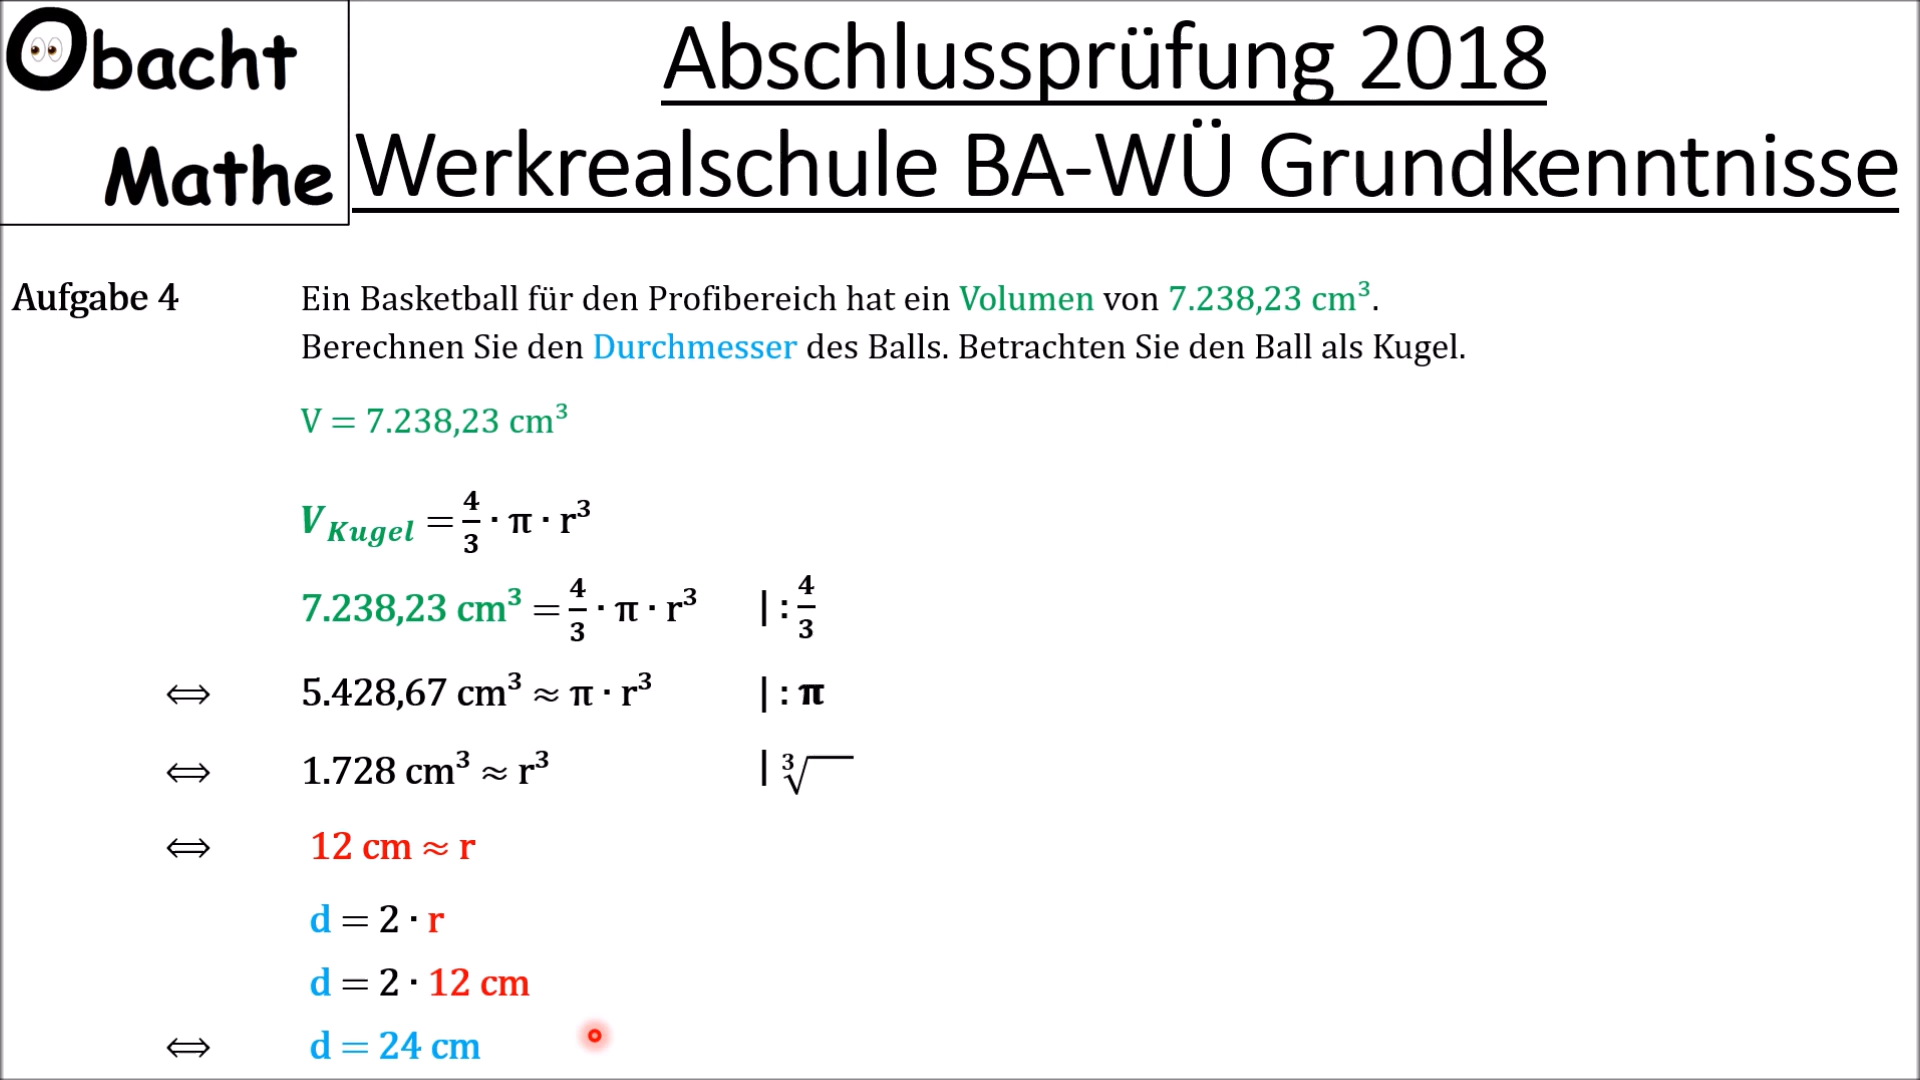 Obacht
Mathe
Abschlussprüfung 2018
Werkrealschule BA-WÜ Grundkenntnisse
Aufgabe 4 Ein Basketball für den Profibereich hat ein Volumen von 7.238,23 cm³.
Berechnen Sie den Durchmesser des Balls. Betrachten Sie den Ball als Kugel.
V = 7.238,23 cm³
V_Kugel = 4/3 · π · r³
7.238,23 cm³ = 4/3 · π · r³ | : 4/3
⟺ 5.428,67 cm³ ≈ π · r³ | : π
⟺ 1.728 cm³ ≈ r³ | ∛
⟺ 12 cm ≈ r
d = 2 · r
d = 2 · 12 cm
⟺ d = 24 cm